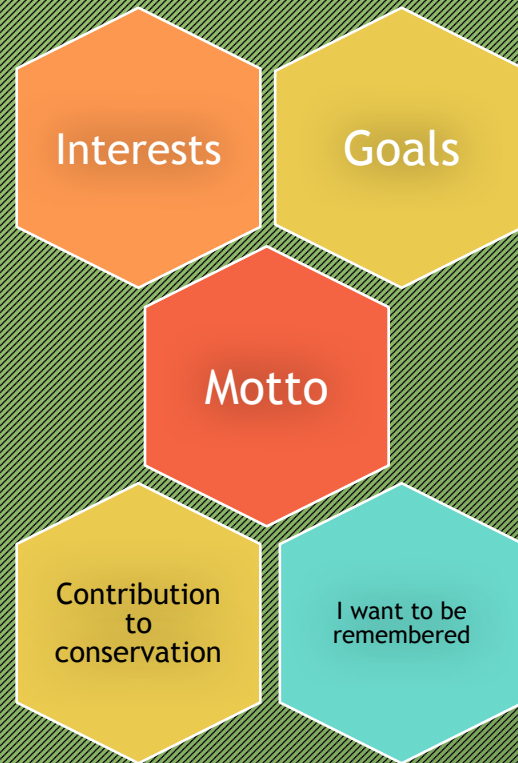 Interests
Goals
Motto
Contribution
to
conservation
I want to be
remembered